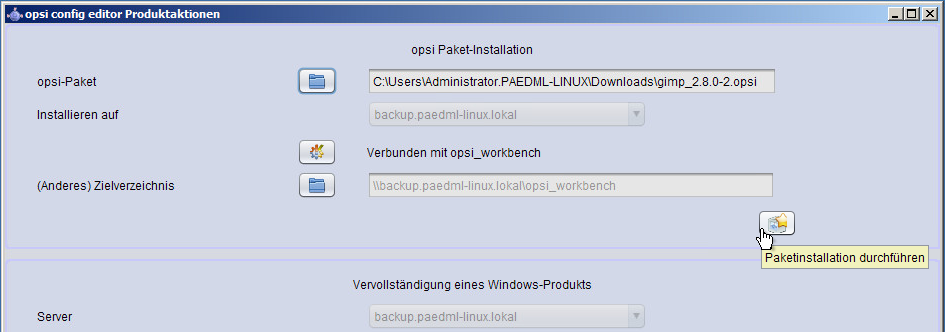 opsi config editor Produktaktionen
opsi Paket-Installation
opsi-Paket C:\Users\Administrator.PAEDML-LINUX\Downloads\gimp_2.8.0-2.opsi
Installieren auf backup.paedml-linux.lokal
Verbunden mit opsi_workbench
(Anderes) Zielverzeichnis \\backup.paedml-linux.lokal\opsi_workbench
Paketinstallation durchführen
Vervollständigung eines Windows-Produkts
Server backup.paedml-linux.lokal